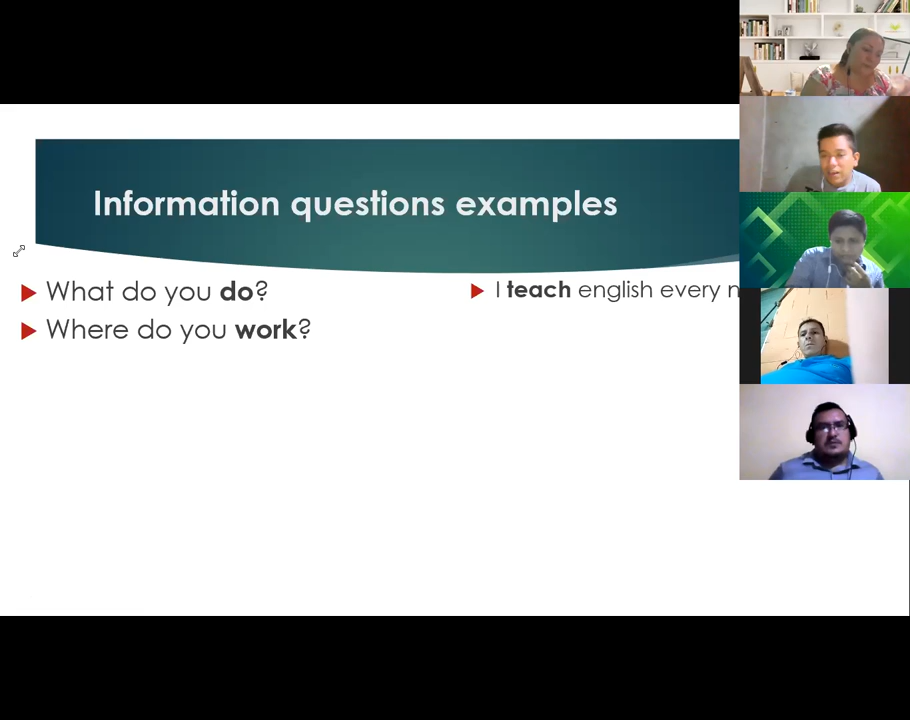 Information questions examples
What do you do?
Where do you work?
I teach english every